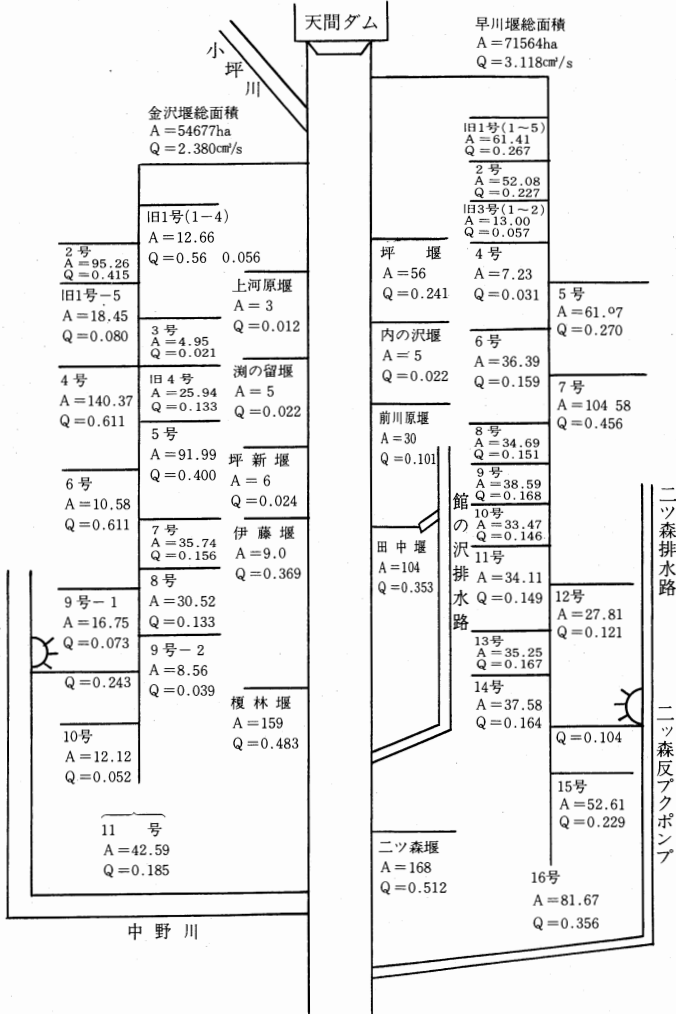 天間ダム
小坪川
早川堰総面積
A＝71564ha
Q＝3.118cm³/s
金沢堰総面積
A＝54677ha
Q＝2.380cm³/s
旧1号(1-4)
A＝12.66
Q＝0.56 0.056
2号
A＝95.26
Q＝0.415
旧1号-5
A＝18.45
Q＝0.080
3号
A＝4.95
Q＝0.021
4号
A＝140.37
Q＝0.611
旧4号
A＝25.94
Q＝0.133
5号
A＝91.99
Q＝0.400
6号
A＝10.58
Q＝0.611
7号
A＝35.74
Q＝0.156
8号
A＝30.52
Q＝0.133
9号-1
A＝16.75
Q＝0.073
9号-2
A＝8.56
Q＝0.039
Q＝0.243
10号
A＝12.12
Q＝0.052
11号
A＝42.59
Q＝0.185
中野川
上河原堰
A＝3
Q＝0.012
渕の留堰
A＝5
Q＝0.022
坪新堰
A＝6
Q＝0.024
伊藤堰
A＝9.0
Q＝0.369
榎林堰
A＝159
Q＝0.483
坪堰
A＝56
Q＝0.241
内の沢堰
A＝5
Q＝0.022
前川原堰
A＝30
Q＝0.101
田中堰
A＝104
Q＝0.353
館の沢排水路
二ツ森堰
A＝168
Q＝0.512
旧1号(1～5)
A＝61.41
Q＝0.267
2号
A＝52.08
Q＝0.227
旧3号(1～2)
A＝13.00
Q＝0.057
4号
A＝7.23
Q＝0.031
5号
A＝61.07
Q＝0.270
6号
A＝36.39
Q＝0.159
7号
A＝104 58
Q＝0.456
8号
A＝34.69
Q＝0.151
9号
A＝38.59
Q＝0.168
10号
A＝33.47
Q＝0.146
11号
A＝34.11
Q＝0.149
12号
A＝27.81
Q＝0.121
13号
A＝35.25
Q＝0.167
14号
A＝37.58
Q＝0.164
Q＝0.104
15号
A＝52.61
Q＝0.229
16号
A＝81.67
Q＝0.356
二ツ森排水路
二ッ森反プクポンプ